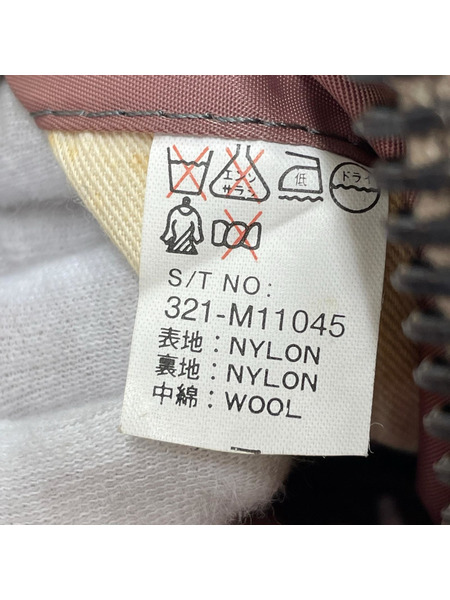 エンソ
サラシ
低
ドライ
S/T NO:
321-M11045
表地:NYLON
裏地:NYLON
中綿:WOOL